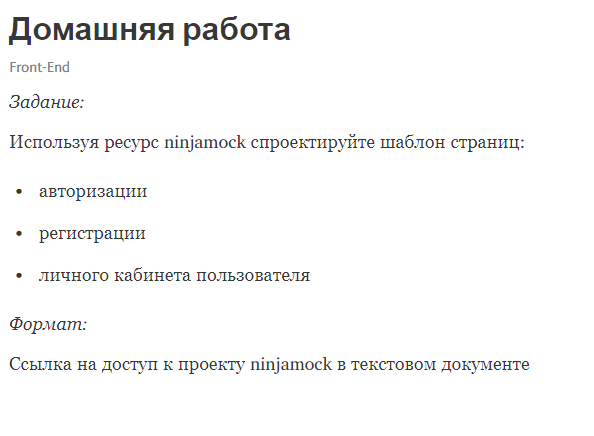 Домашняя работа
Front-End
Задание:
Используя ресурс ninjamock спроектируйте шаблон страниц:
• авторизации
• регистрации
• личного кабинета пользователя
Формат:
Ссылка на доступ к проекту ninjamock в текстовом документе